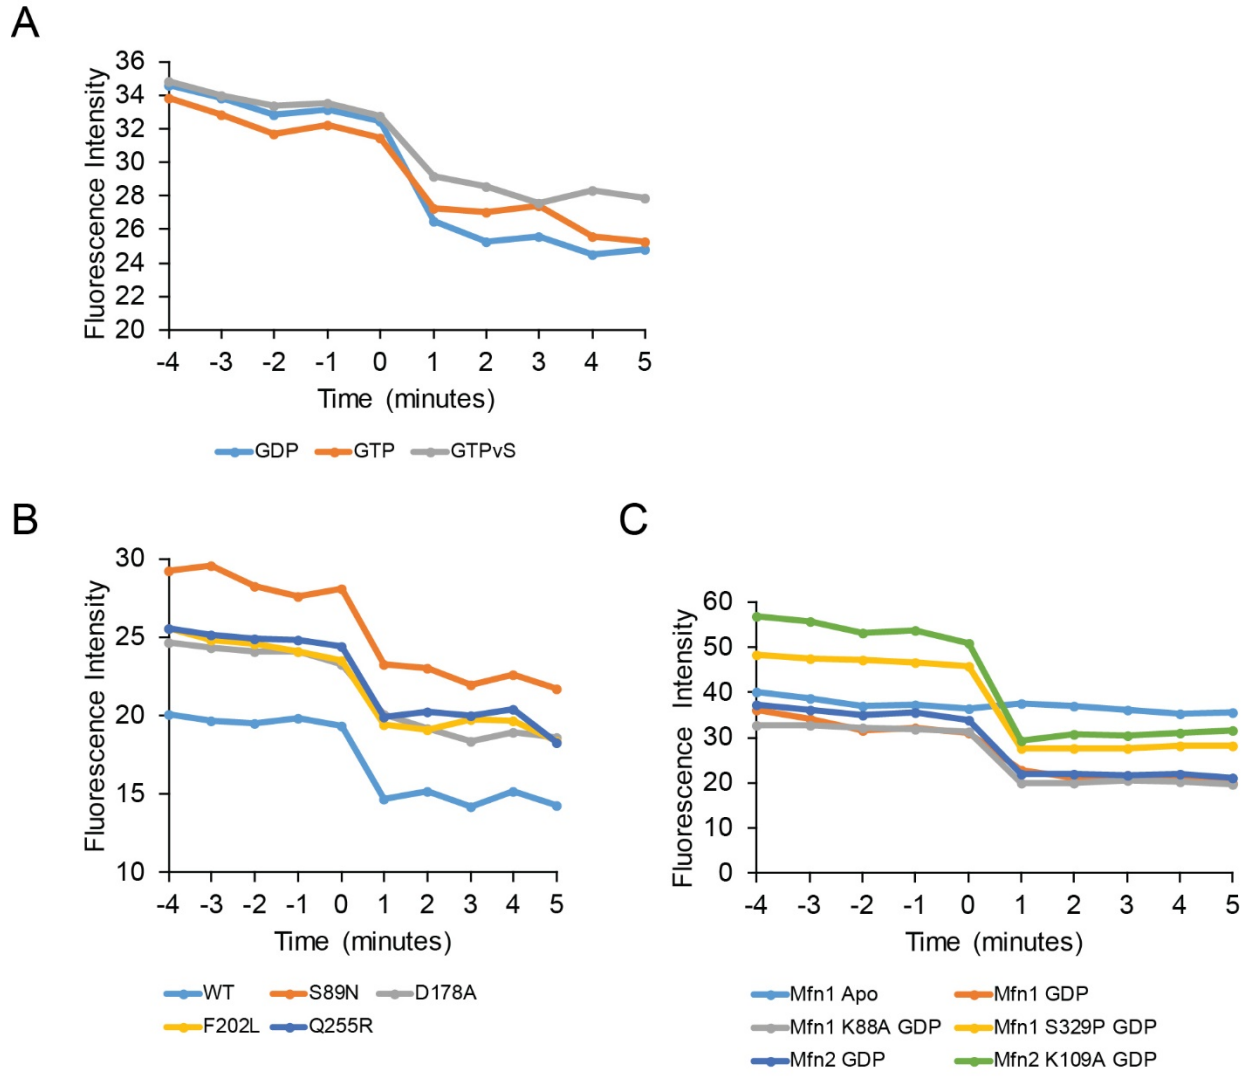 A
Fluorescence Intensity
36
34
32
30
28
26
24
22
20
-4 -3 -2 -1 0 1 2 3 4 5
Time (minutes)
GDP GTP GTPvS
B
Fluorescence Intensity
30
25
20
15
10
-4 -3 -2 -1 0 1 2 3 4 5
Time (minutes)
WT S89N D178A
F202L Q255R
C
Fluorescence Intensity
60
50
40
30
20
10
0
-4 -3 -2 -1 0 1 2 3 4 5
Time (minutes)
Mfn1 Apo Mfn1 GDP
Mfn1 K88A GDP Mfn1 S329P GDP
Mfn2 GDP Mfn2 K109A GDP